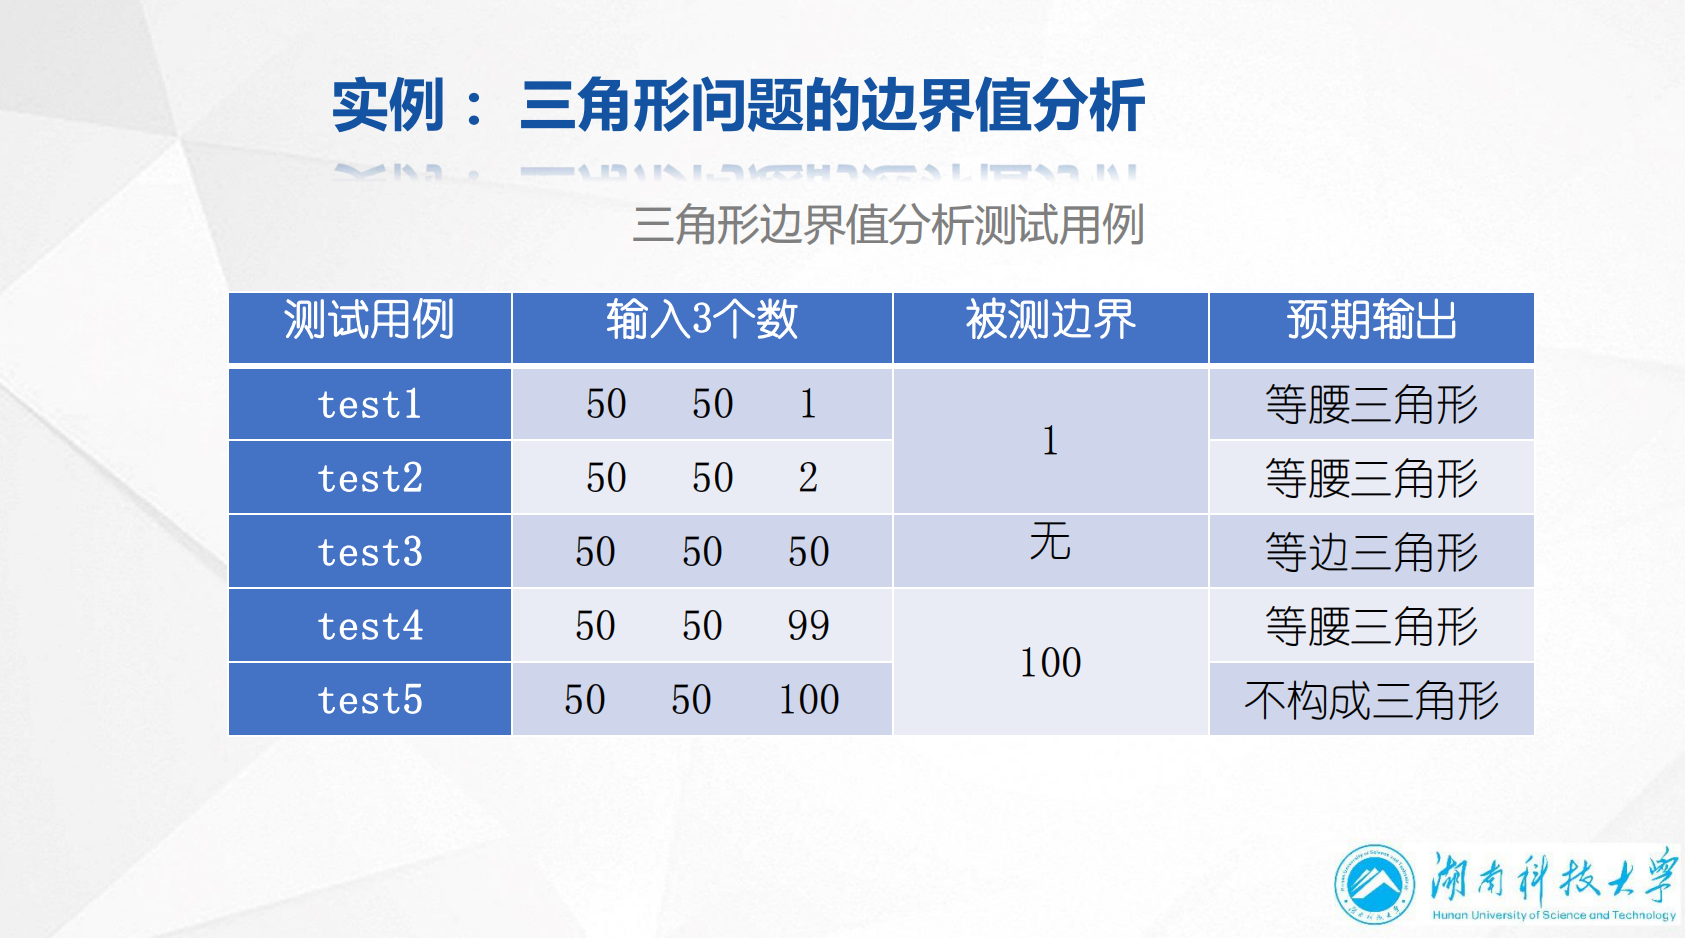 实例： 三角形问题的边界值分析
三角形边界值分析测试用例
测试用例 输入3个数 被测边界 预期输出
test1 50 50 1 1 等腰三角形
test2 50 50 2 等腰三角形
test3 50 50 50 无 等边三角形
test4 50 50 99 100 等腰三角形
test5 50 50 100 不构成三角形
湖南科技大学
Hunan University of Science and Technology